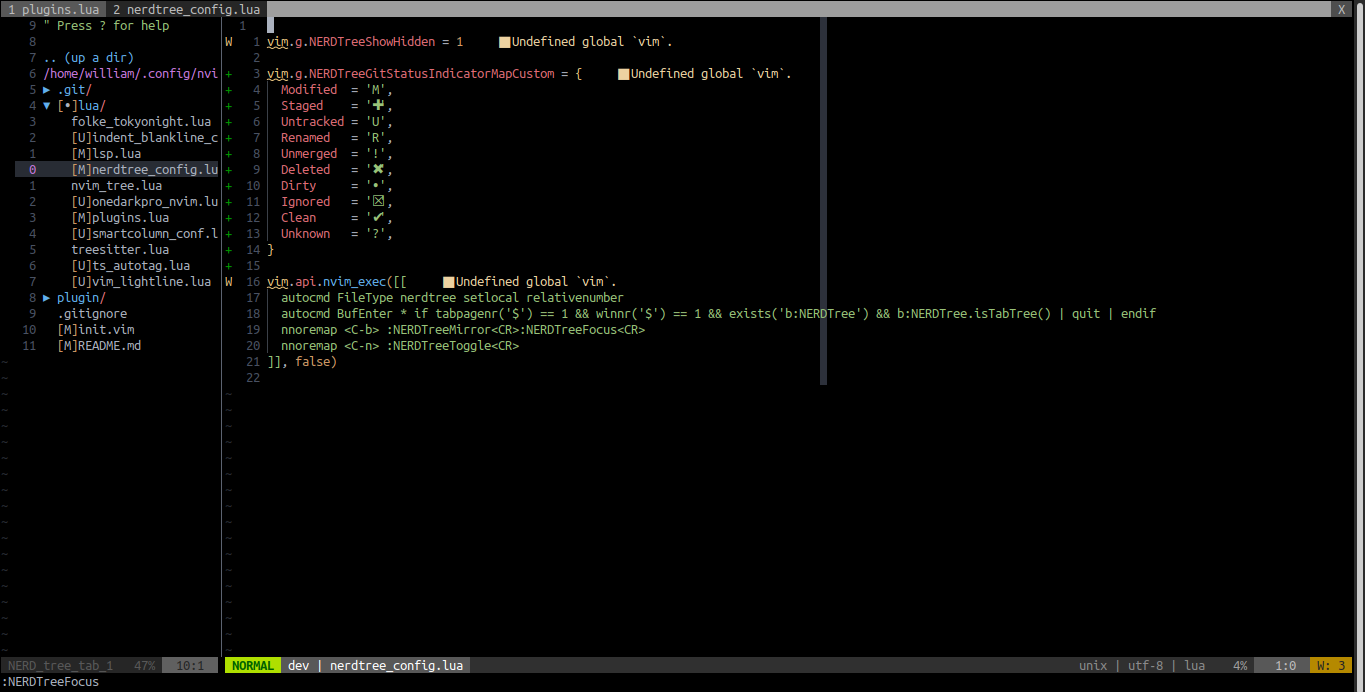 1 plugins.lua 2 nerdtree_config.lua X
9 " Press ? for help
8
7 .. (up a dir)
6 /home/william/.config/nvi
5 ▶ .git/
4 ▼ [•]lua/
3 folke_tokyonight.lua
2 [U]indent_blankline_c
1 [M]lsp.lua
0 [M]nerdtree_config.lu
1 nvim_tree.lua
2 [U]onedarkpro_nvim.lu
3 [M]plugins.lua
4 [U]smartcolumn_conf.l
5 treesitter.lua
6 [U]ts_autotag.lua
7 [U]vim_lightline.lua
8 ▶ plugin/
9 .gitignore
10 [M]init.vim
11 [M]README.md
1
W 1 vim.g.NERDTreeShowHidden = 1 ■Undefined global `vim`.
2
+ 3 vim.g.NERDTreeGitStatusIndicatorMapCustom = { ■Undefined global `vim`.
+ 4 Modified = 'M',
+ 5 Staged = '✚',
+ 6 Untracked = 'U',
+ 7 Renamed = 'R',
+ 8 Unmerged = '!',
+ 9 Deleted = '✖',
+ 10 Dirty = '•',
+ 11 Ignored = '☒',
+ 12 Clean = '✔',
+ 13 Unknown = '?',
+ 14 }
+ 15
W 16 vim.api.nvim_exec([[ ■Undefined global `vim`.
17 autocmd FileType nerdtree setlocal relativenumber
18 autocmd BufEnter * if tabpagenr('$') == 1 && winnr('$') == 1 && exists('b:NERDTree') && b:NERDTree.isTabTree() | quit | endif
19 nnoremap <C-b> :NERDTreeMirror<CR>:NERDTreeFocus<CR>
20 nnoremap <C-n> :NERDTreeToggle<CR>
21 ]], false)
22
NERD_tree_tab_1 47% 10:1 NORMAL dev | nerdtree_config.lua unix | utf-8 | lua 4% 1:0 W: 3
:NERDTreeFocus